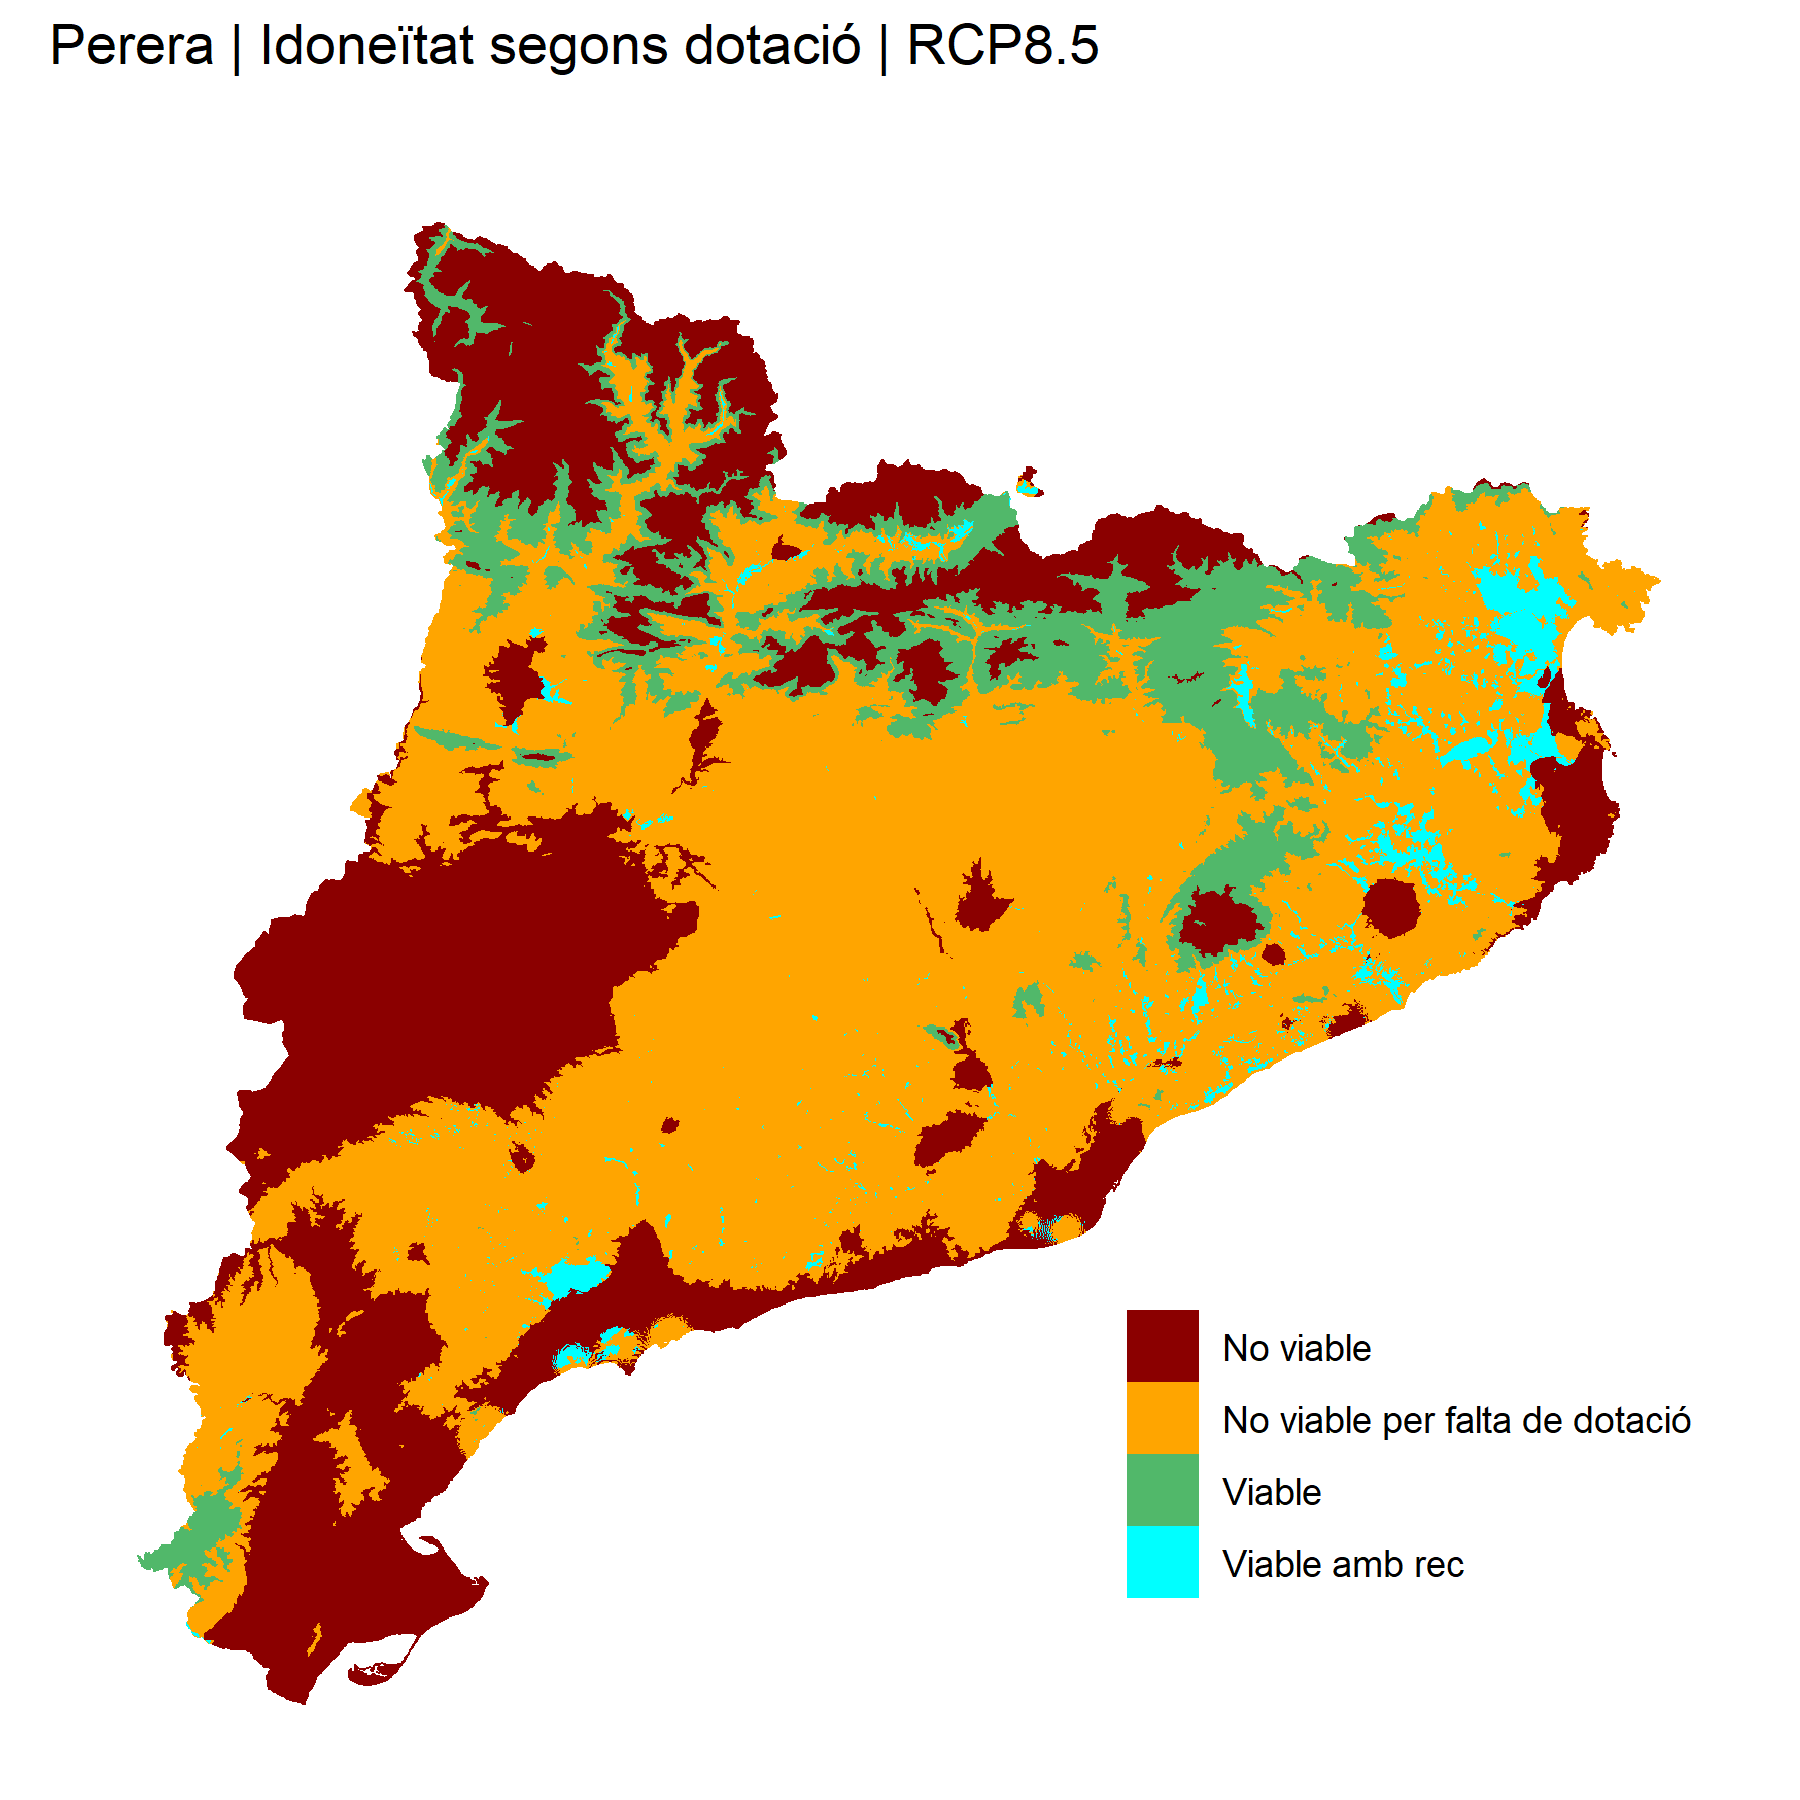 Perera | Idoneïtat segons dotació | RCP8.5
No viable
No viable per falta de dotació
Viable
Viable amb rec